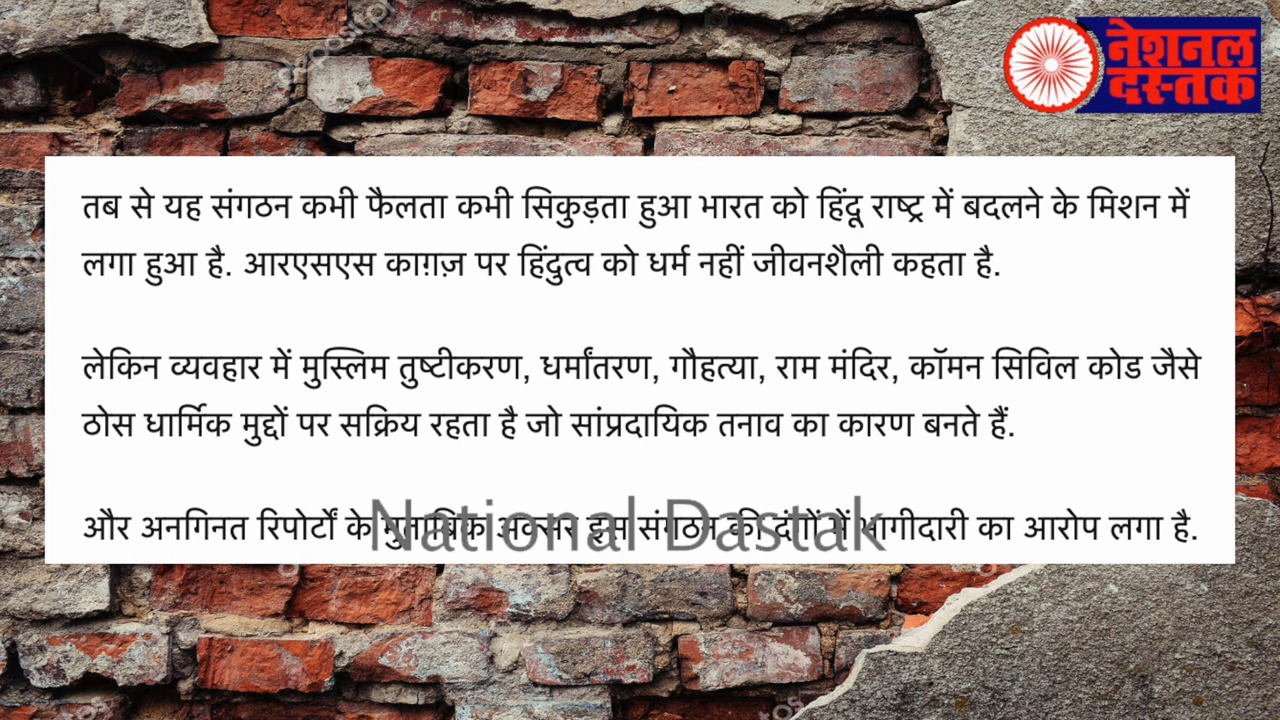 नेशनल
दस्तक
तब से यह संगठन कभी फैलता कभी सिकुड़ता हुआ भारत को हिंदू राष्ट्र में बदलने के मिशन में
लगा हुआ है. आरएसएस काग़ज़ पर हिंदुत्व को धर्म नहीं जीवनशैली कहता है.
लेकिन व्यवहार में मुस्लिम तुष्टीकरण, धर्मांतरण, गौहत्या, राम मंदिर, कॉमन सिविल कोड जैसे
ठोस धार्मिक मुद्दों पर सक्रिय रहता है जो सांप्रदायिक तनाव का कारण बनते हैं.
और अनगिनत रिपोर्टों के मुताबिक अक्सर इस संगठन की दंगों में भागीदारी का आरोप लगा है.
National Dastak